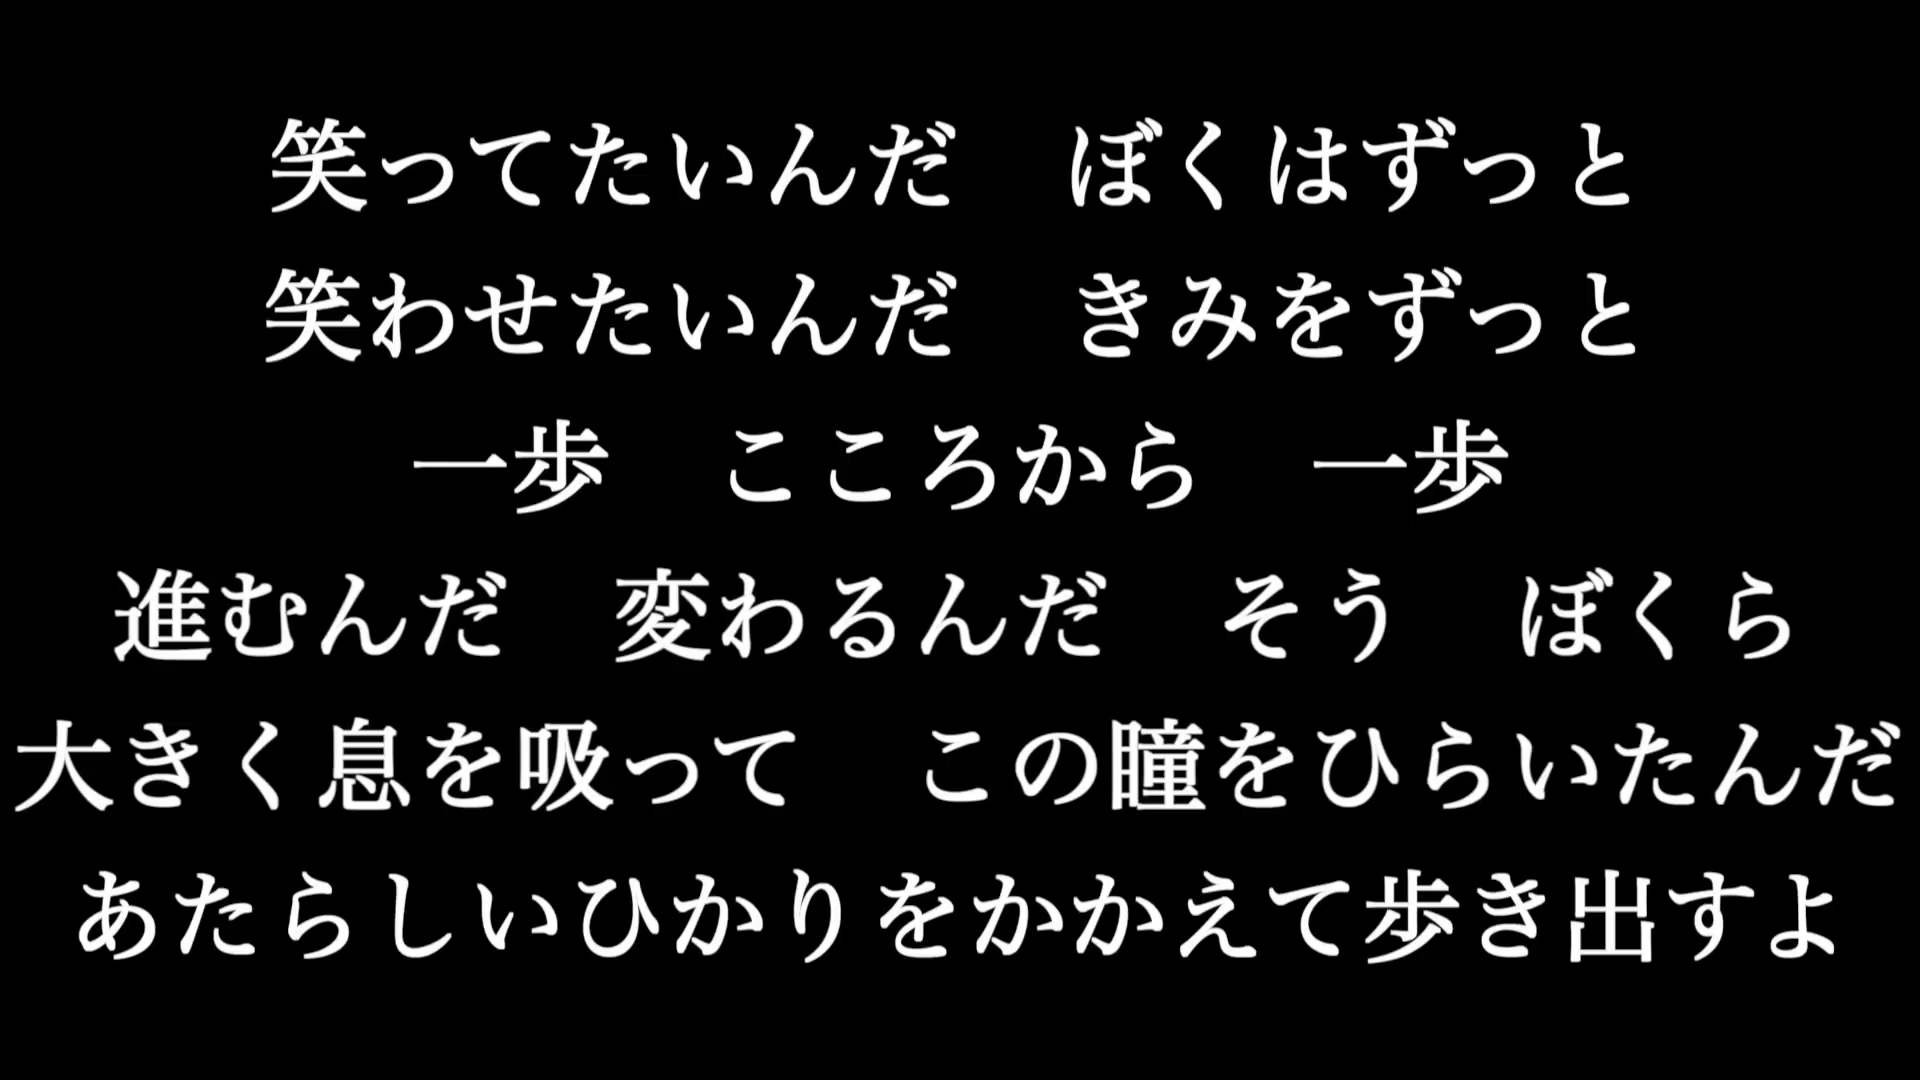 笑ってたいんだ　ぼくはずっと
笑わせたいんだ　きみをずっと
一歩　こころから　一歩
進むんだ　変わるんだ　そう　ぼくら
大きく息を吸って　この瞳をひらいたんだ
あたらしいひかりをかかえて歩き出すよ